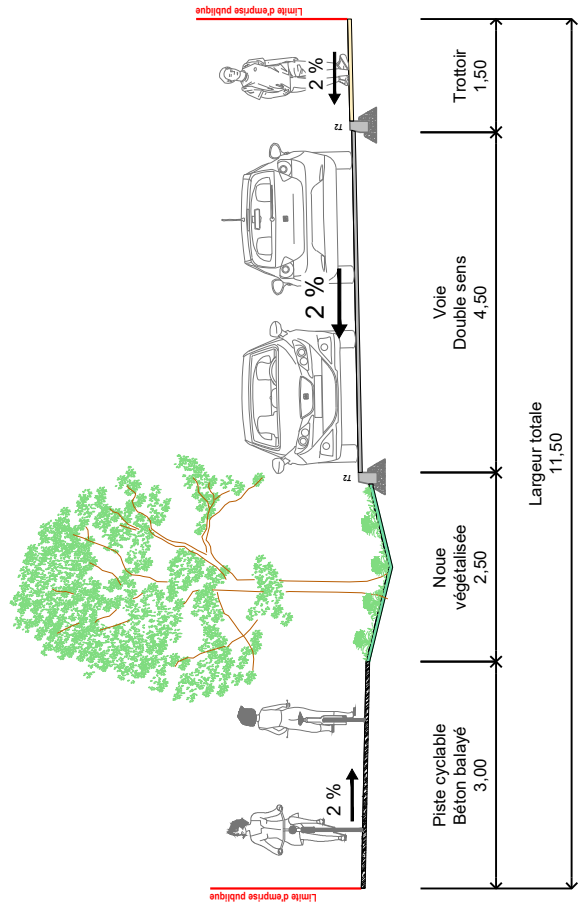 Limite d'emprise publique
2 %
Piste cyclable
Béton balayé
3,00
Noue
végétalisée
2,50
T2
2 %
Voie
Double sens
4,50
T2
2 %
Trottoir
1,50
Limite d'emprise publique
Largeur totale
11,50